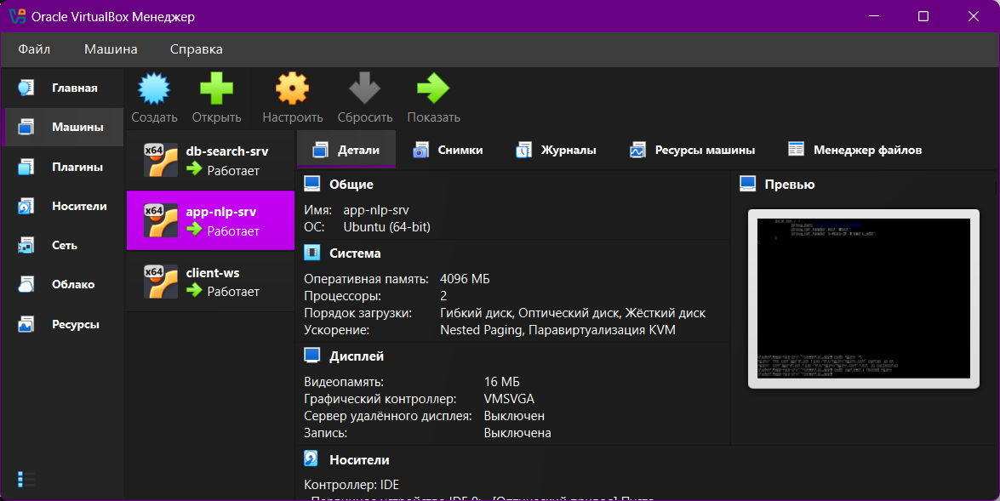 Oracle VirtualBox Менеджер
Файл Машина Справка
Главная
Машины
Плагины
Носители
Сеть
Облако
Ресурсы
Создать Открыть Настроить Сбросить Показать
x64 db-search-srv
Работает
x64 app-nlp-srv
Работает
x64 client-ws
Работает
Детали Снимки Журналы Ресурсы машины Менеджер файлов
Общие
Имя: app-nlp-srv
ОС: Ubuntu (64-bit)
Система
Оперативная память: 4096 МБ
Процессоры: 2
Порядок загрузки: Гибкий диск, Оптический диск, Жёсткий диск
Ускорение: Nested Paging, Паравиртуализация KVM
Дисплей
Видеопамять: 16 МБ
Графический контроллер: VMSVGA
Сервер удалённого дисплея: Выключен
Запись: Выключена
Носители
Контроллер: IDE
Превью